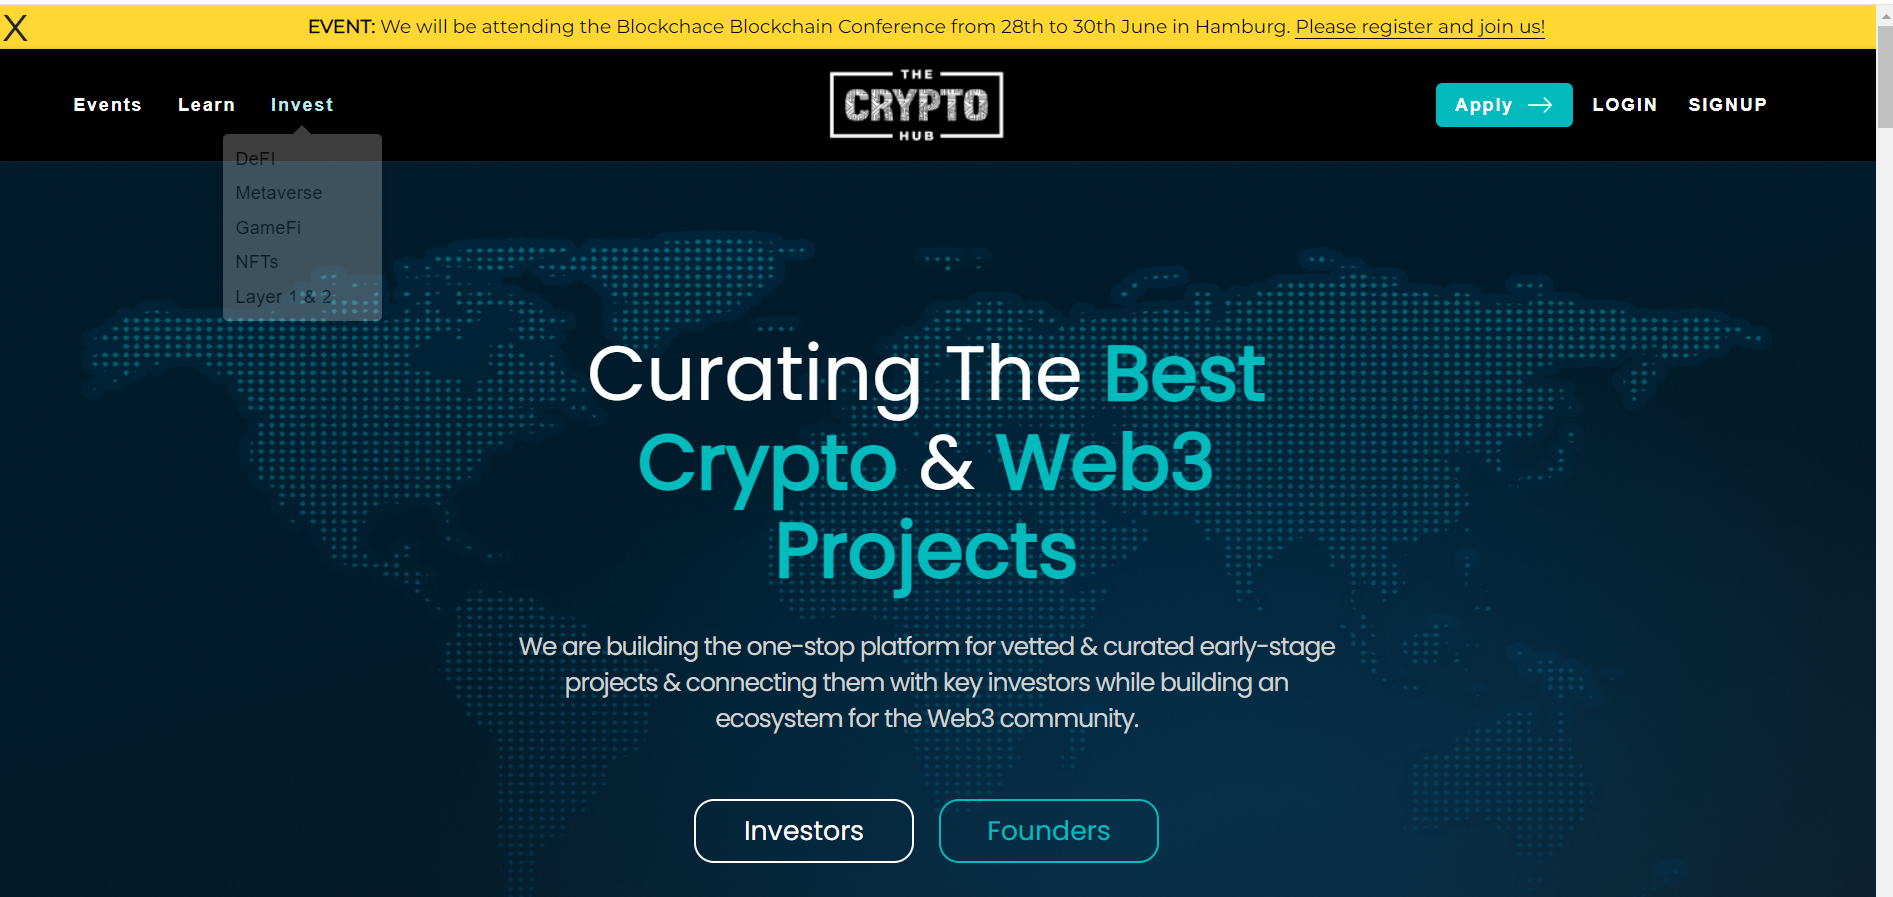 X
EVENT: We will be attending the Blockchace Blockchain Conference from 28th to 30th June in Hamburg. Please register and join us!
Events Learn Invest
THE
CRYPTO
HUB
Apply → LOGIN SIGNUP
DeFI
Metaverse
GameFi
NFTs
Layer 1 & 2
Curating The Best
Crypto & Web3
Projects
We are building the one-stop platform for vetted & curated early-stage
projects & connecting them with key investors while building an
ecosystem for the Web3 community.
Investors Founders